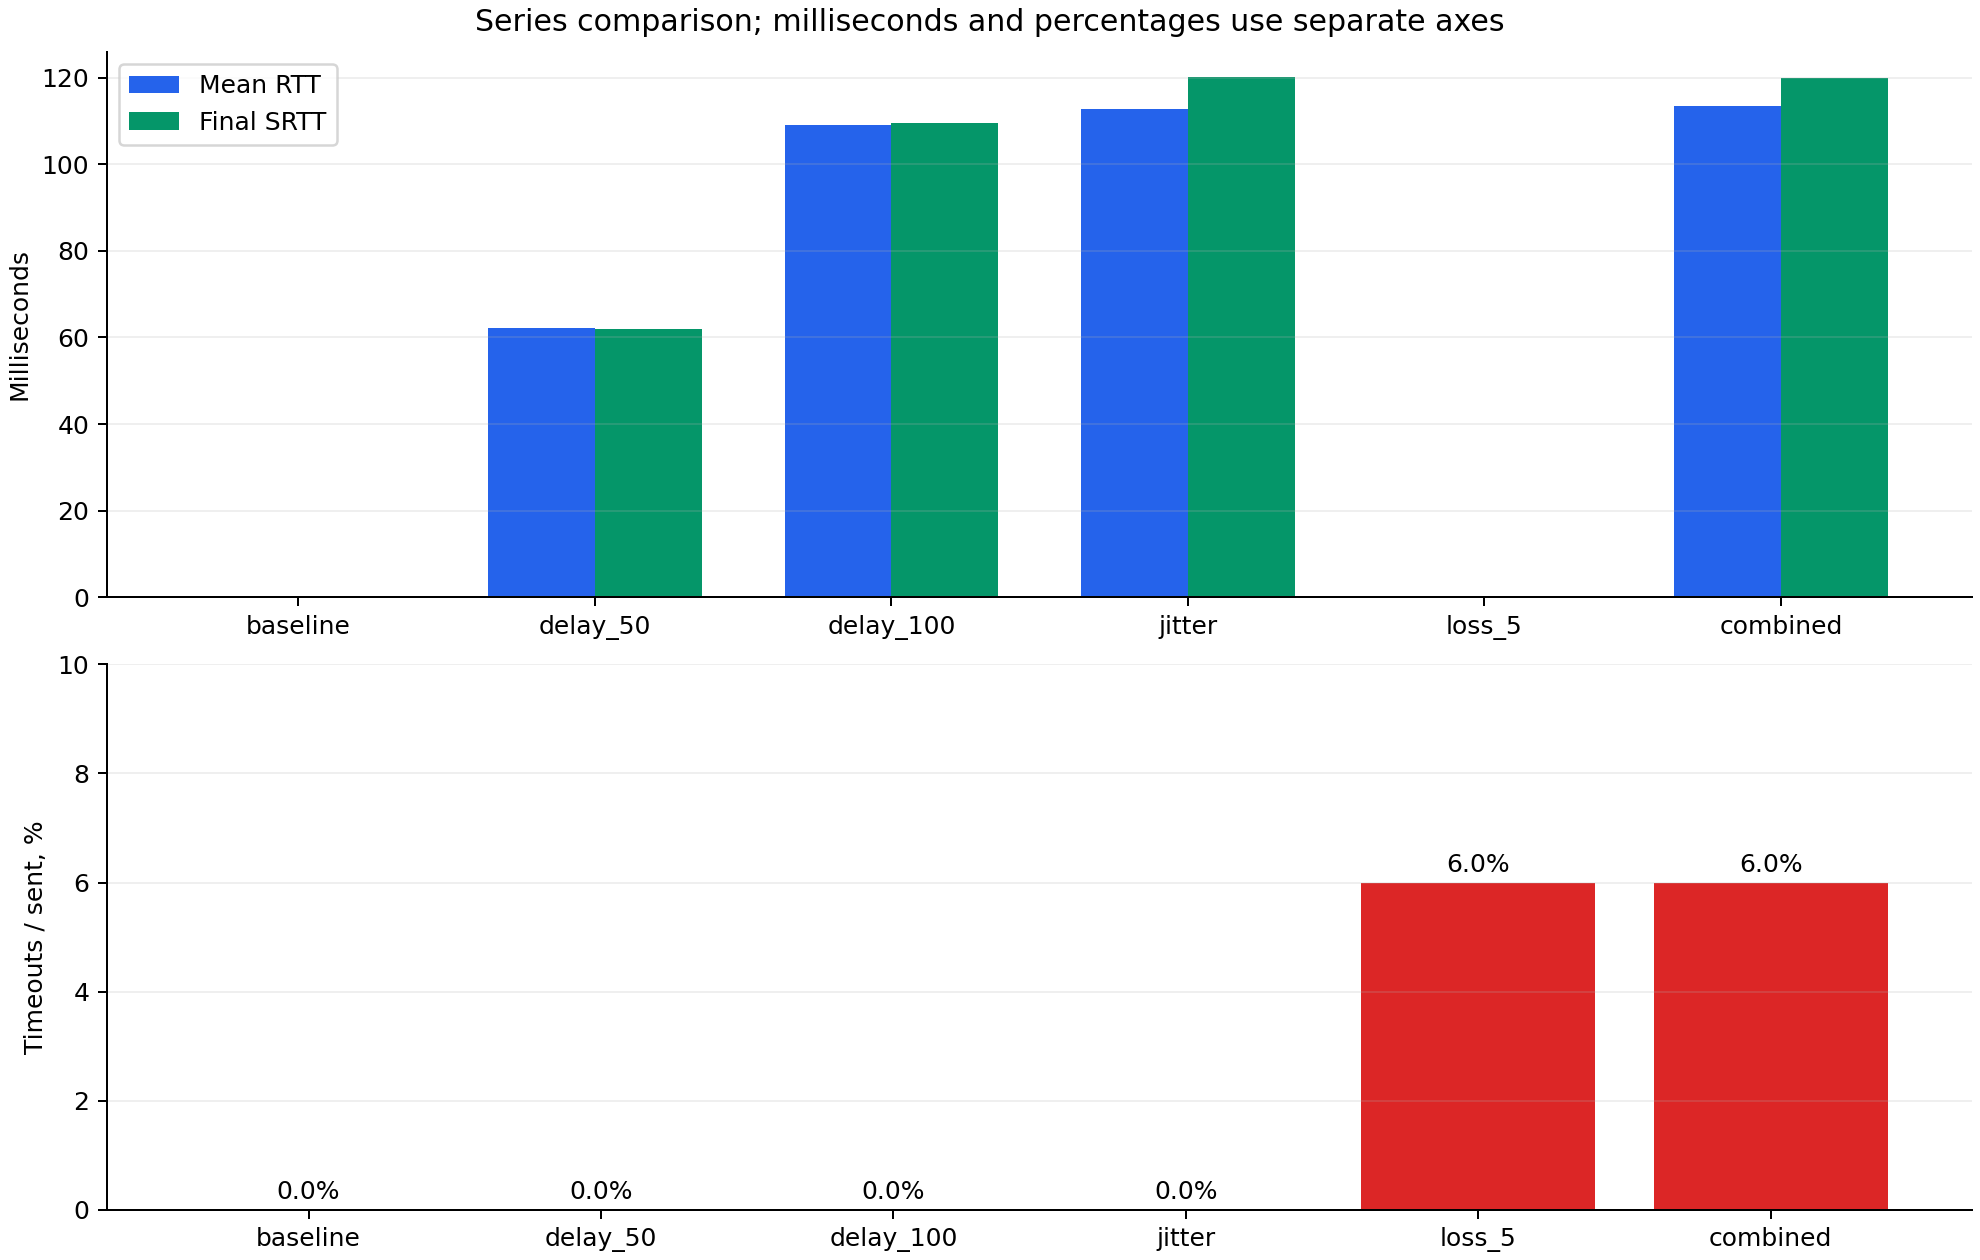 Series comparison; milliseconds and percentages use separate axes
Mean RTT
Final SRTT
Milliseconds
120
100
80
60
40
20
0
baseline delay_50 delay_100 jitter loss_5 combined
Timeouts / sent, %
10
8
6
4
2
0
6.0% 6.0%
0.0% 0.0% 0.0% 0.0%
baseline delay_50 delay_100 jitter loss_5 combined